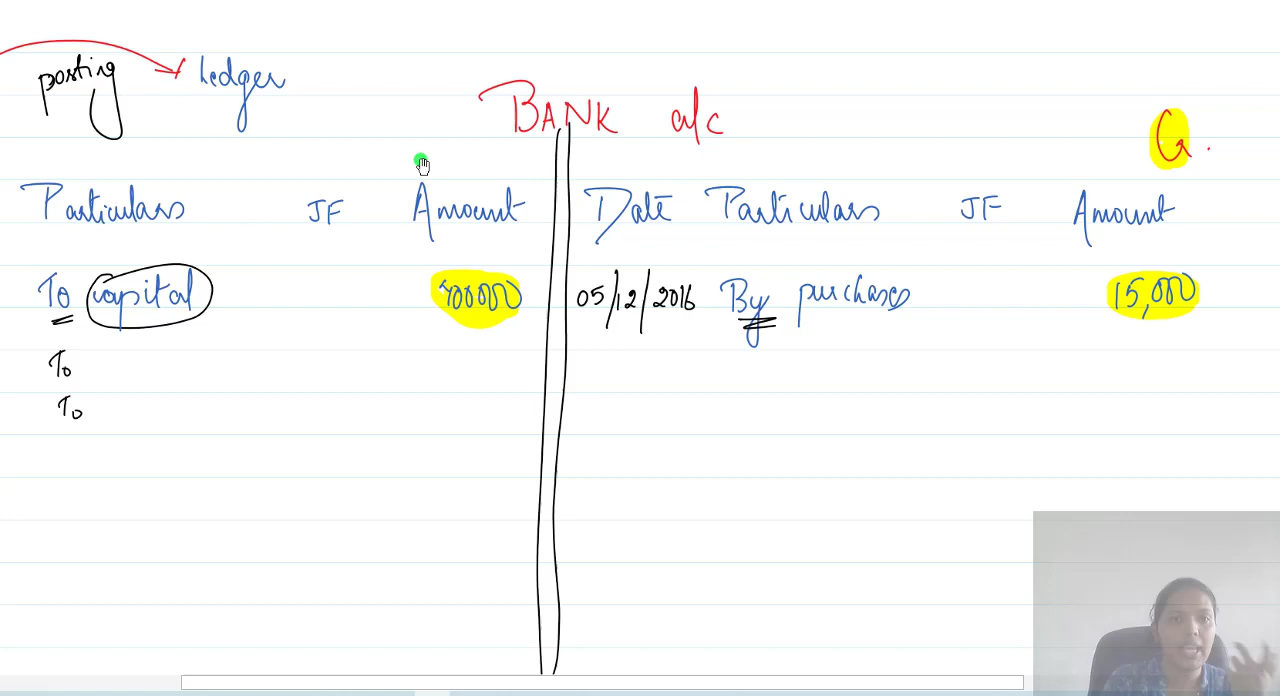 posting Ledger
BANK a/c
Cr.
Particulars JF Amount Date Particulars JF Amount
To capital 05/12/2016 By purchases 15,000
To
To